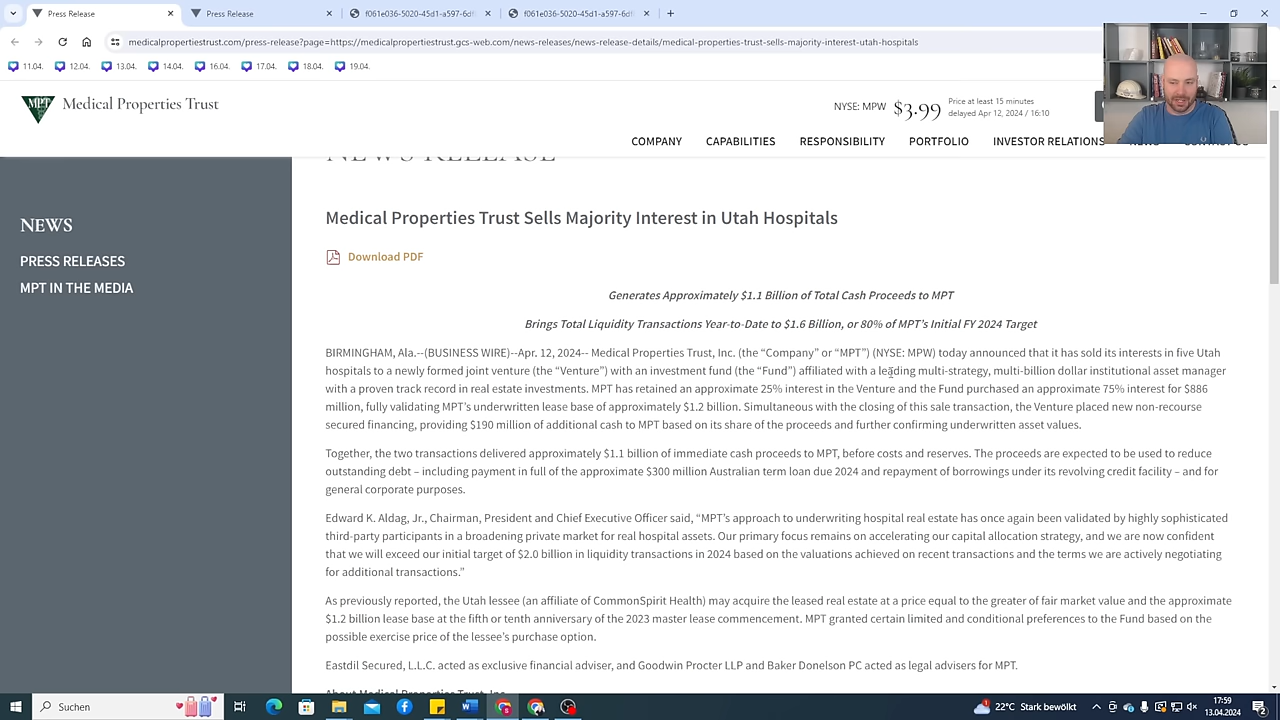 Press Release
Press Release
f061e036-5020-45d1-a597-6d
f061e036-5020-45d1-a597-6d
medicalpropertiestrust.com/press-release?page=https://medicalpropertiestrust.gcs-web.com/news-releases/news-release-details/medical-properties-trust-sells-majority-interest-utah-hospitals
11.04. 12.04. 13.04. 14.04. 16.04. 17.04. 18.04. 19.04.
MPT Medical Properties Trust
NYSE: MPW $3.99 Price at least 15 minutes
delayed Apr 12, 2024 / 16:10
COMPANY CAPABILITIES RESPONSIBILITY PORTFOLIO INVESTOR RELATIONS
NEWS RELEASE
NEWS
PRESS RELEASES
MPT IN THE MEDIA
Medical Properties Trust Sells Majority Interest in Utah Hospitals
Download PDF
Generates Approximately $1.1 Billion of Total Cash Proceeds to MPT
Brings Total Liquidity Transactions Year-to-Date to $1.6 Billion, or 80% of MPT’s Initial FY 2024 Target
BIRMINGHAM, Ala.--(BUSINESS WIRE)--Apr. 12, 2024-- Medical Properties Trust, Inc. (the “Company” or “MPT”) (NYSE: MPW) today announced that it has sold its interests in five Utah
hospitals to a newly formed joint venture (the “Venture”) with an investment fund (the “Fund”) affiliated with a leading multi-strategy, multi-billion dollar institutional asset manager
with a proven track record in real estate investments. MPT has retained an approximate 25% interest in the Venture and the Fund purchased an approximate 75% interest for $886
million, fully validating MPT’s underwritten lease base of approximately $1.2 billion. Simultaneous with the closing of this sale transaction, the Venture placed new non-recourse
secured financing, providing $190 million of additional cash to MPT based on its share of the proceeds and further confirming underwritten asset values.
Together, the two transactions delivered approximately $1.1 billion of immediate cash proceeds to MPT, before costs and reserves. The proceeds are expected to be used to reduce
outstanding debt – including payment in full of the approximate $300 million Australian term loan due 2024 and repayment of borrowings under its revolving credit facility – and for
general corporate purposes.
Edward K. Aldag, Jr., Chairman, President and Chief Executive Officer said, “MPT’s approach to underwriting hospital real estate has once again been validated by highly sophisticated
third-party participants in a broadening private market for real hospital assets. Our primary focus remains on accelerating our capital allocation strategy, and we are now confident
that we will exceed our initial target of $2.0 billion in liquidity transactions in 2024 based on the valuations achieved on recent transactions and the terms we are actively negotiating
for additional transactions.”
As previously reported, the Utah lessee (an affiliate of CommonSpirit Health) may acquire the leased real estate at a price equal to the greater of fair market value and the approximate
$1.2 billion lease base at the fifth or tenth anniversary of the 2023 master lease commencement. MPT granted certain limited and conditional preferences to the Fund based on the
possible exercise price of the lessee’s purchase option.
Eastdil Secured, L.L.C. acted as exclusive financial adviser, and Goodwin Procter LLP and Baker Donelson PC acted as legal advisers for MPT.
About Medical Properties Trust, Inc.
Suchen
22°C Stark bewölkt
17:59
13.04.2024